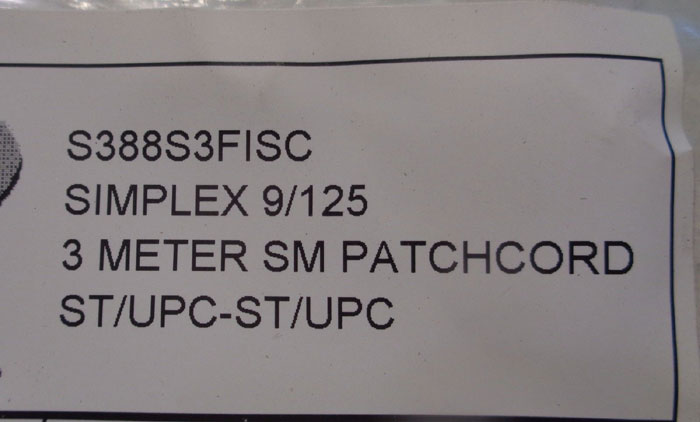 S388S3FISC
SIMPLEX 9/125
3 METER SM PATCHCORD
ST/UPC-ST/UPC